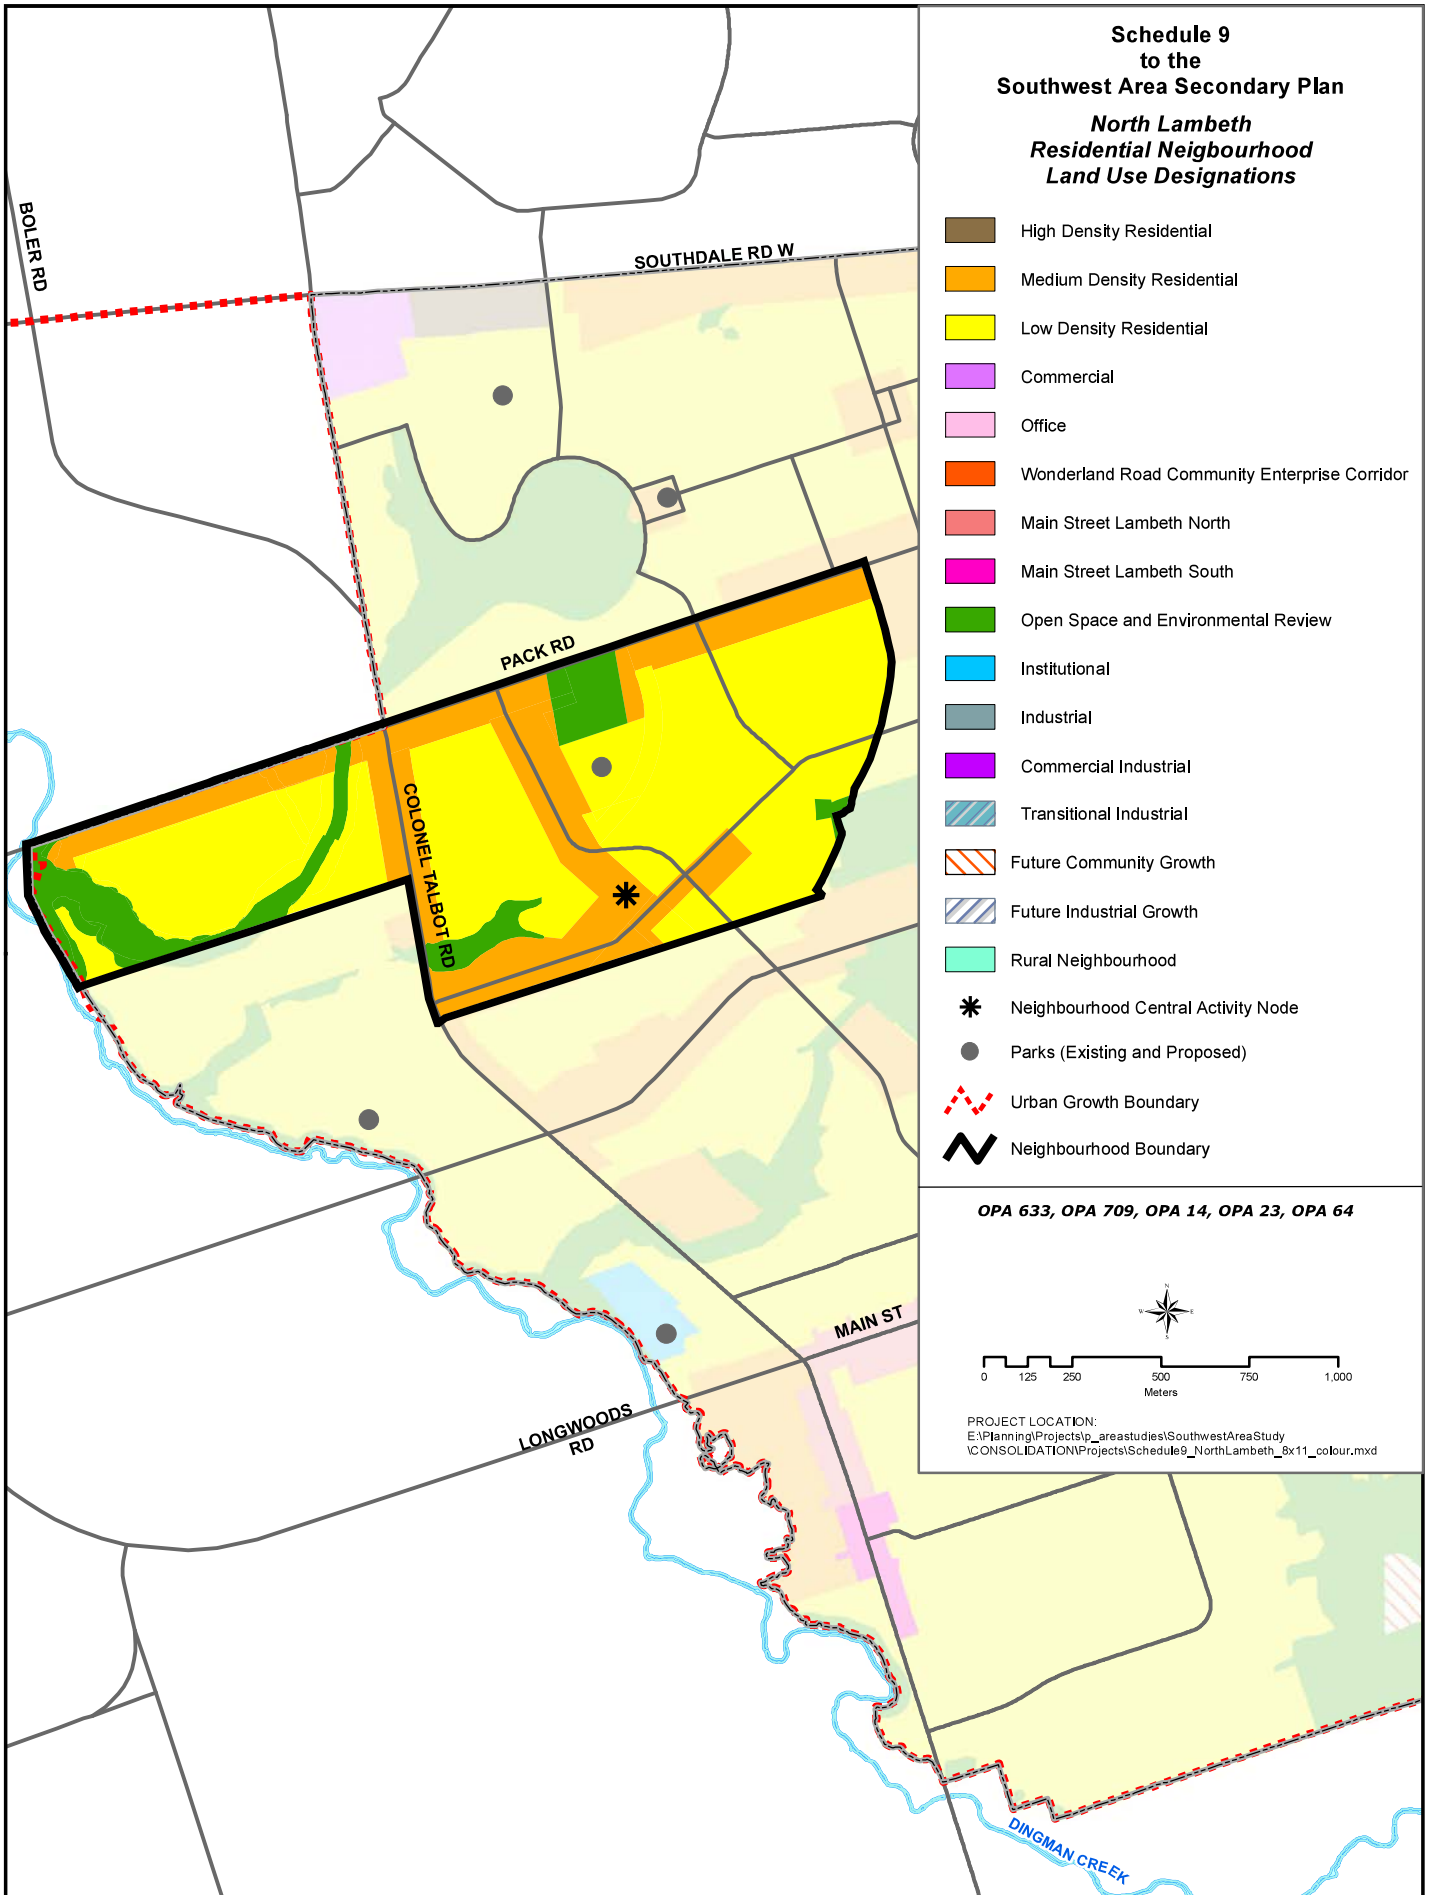 Schedule 9
to the
Southwest Area Secondary Plan
North Lambeth
Residential Neigbourhood
Land Use Designations
High Density Residential
Medium Density Residential
Low Density Residential
Commercial
Office
Wonderland Road Community Enterprise Corridor
Main Street Lambeth North
Main Street Lambeth South
Open Space and Environmental Review
Institutional
Industrial
Commercial Industrial
Transitional Industrial
Future Community Growth
Future Industrial Growth
Rural Neighbourhood
Neighbourhood Central Activity Node
Parks (Existing and Proposed)
Urban Growth Boundary
Neighbourhood Boundary
OPA 633, OPA 709, OPA 14, OPA 23, OPA 64
N
W E
S
0 125 250 500 750 1,000
Meters
PROJECT LOCATION:
E:\Planning\Projects\p_areastudies\SouthwestAreaStudy
\CONSOLIDATION\Projects\Schedule9_NorthLambeth_8x11_colour.mxd
BOLER RD
SOUTHDALE RD W
PACK RD
COLONEL TALBOT RD
MAIN ST
LONGWOODS
RD
DINGMAN CREEK